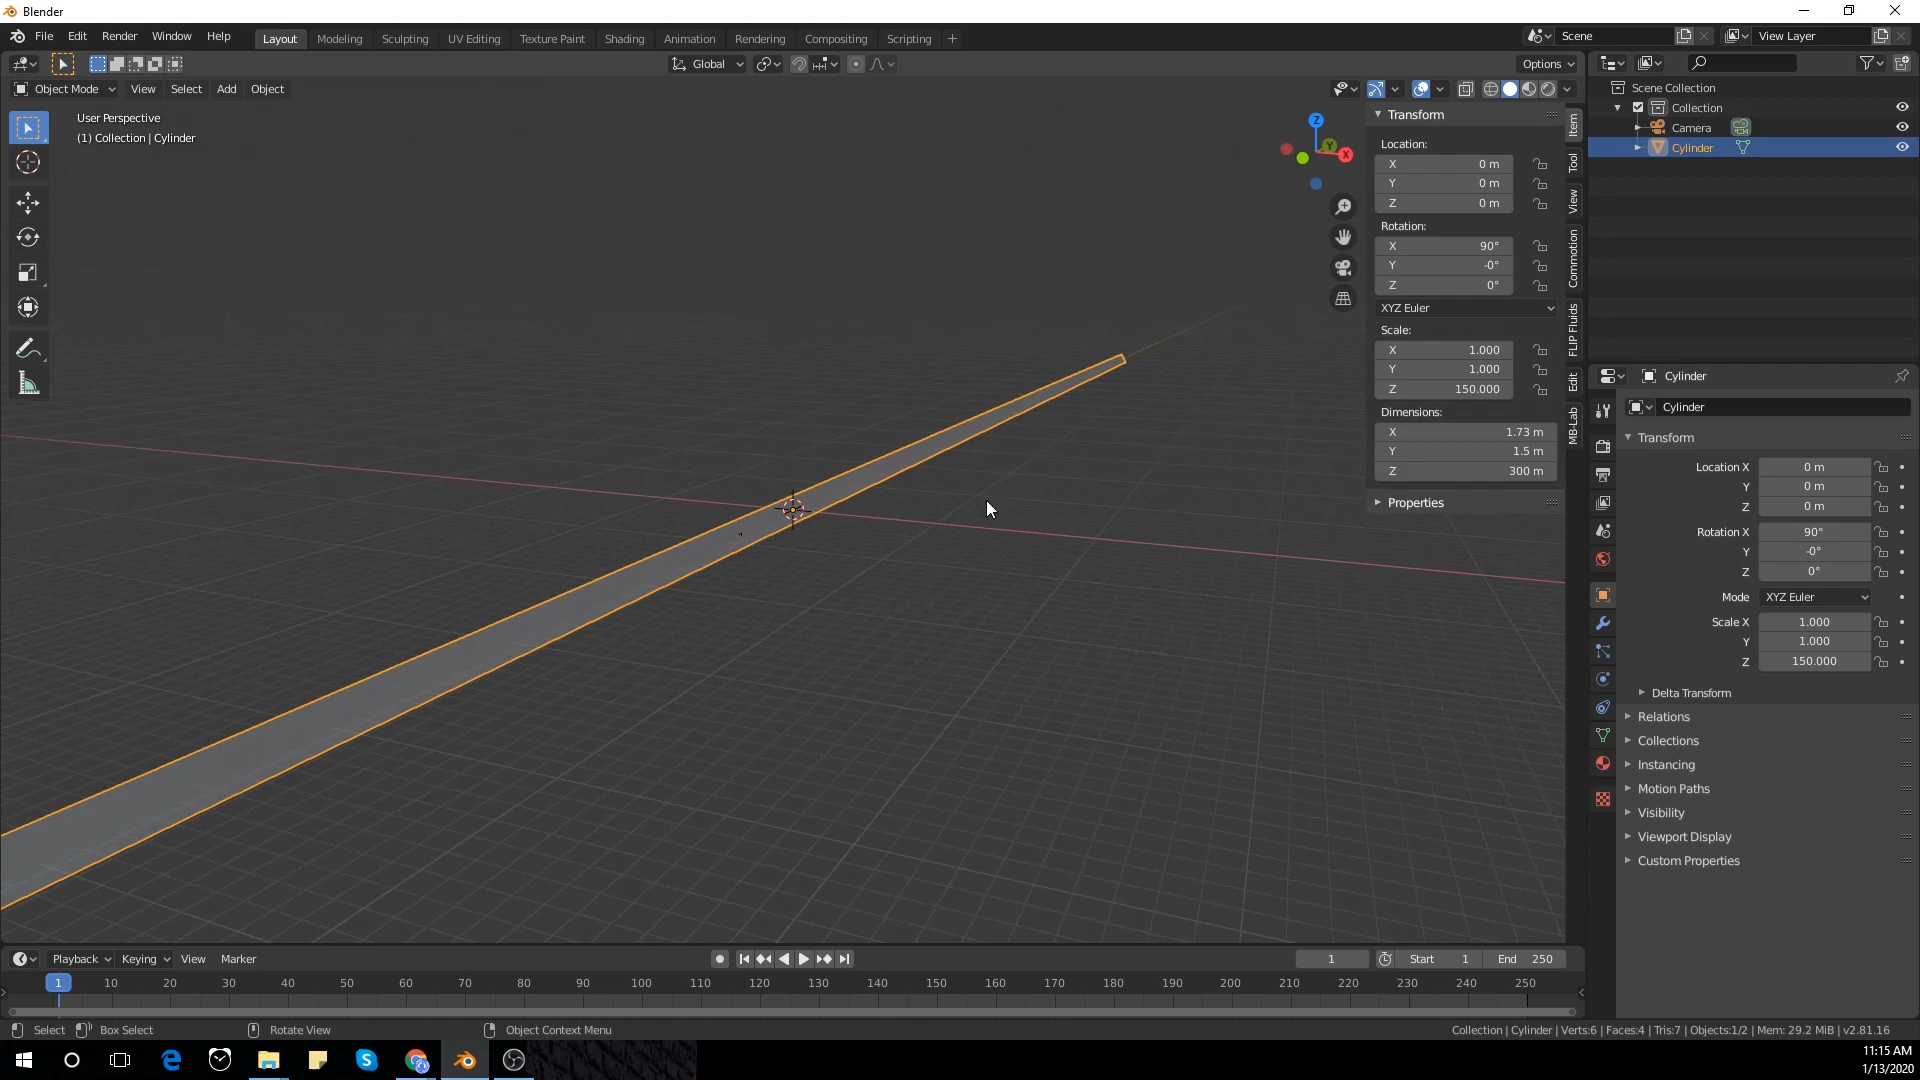 Blender
File Edit Render Window Help
Layout Modeling Sculpting UV Editing Texture Paint Shading Animation Rendering Compositing Scripting +
Scene
View Layer
Global
Options
Object Mode View Select Add Object
User Perspective
(1) Collection | Cylinder
Z
Y
X
Transform
Location:
X 0 m
Y 0 m
Z 0 m
Rotation:
X 90°
Y -0°
Z 0°
XYZ Euler
Scale:
X 1.000
Y 1.000
Z 150.000
Dimensions:
X 1.73 m
Y 1.5 m
Z 300 m
Properties
Item
Tool
View
Commotion
FLIP Fluids
Edit
MB-Lab
Scene Collection
Collection
Camera
Cylinder
Cylinder
Cylinder
Transform
Location X 0 m
Y 0 m
Z 0 m
Rotation X 90°
Y -0°
Z 0°
Mode XYZ Euler
Scale X 1.000
Y 1.000
Z 150.000
Delta Transform
Relations
Collections
Instancing
Motion Paths
Visibility
Viewport Display
Custom Properties
Playback Keying View Marker
1 Start 1 End 250
1 10 20 30 40 50 60 70 80 90 100 110 120 130 140 150 160 170 180 190 200 210 220 230 240 250
Select Box Select Rotate View Object Context Menu
Collection | Cylinder | Verts:6 | Faces:4 | Tris:7 | Objects:1/2 | Mem: 29.2 MiB | v2.81.16
11:15 AM
1/13/2020